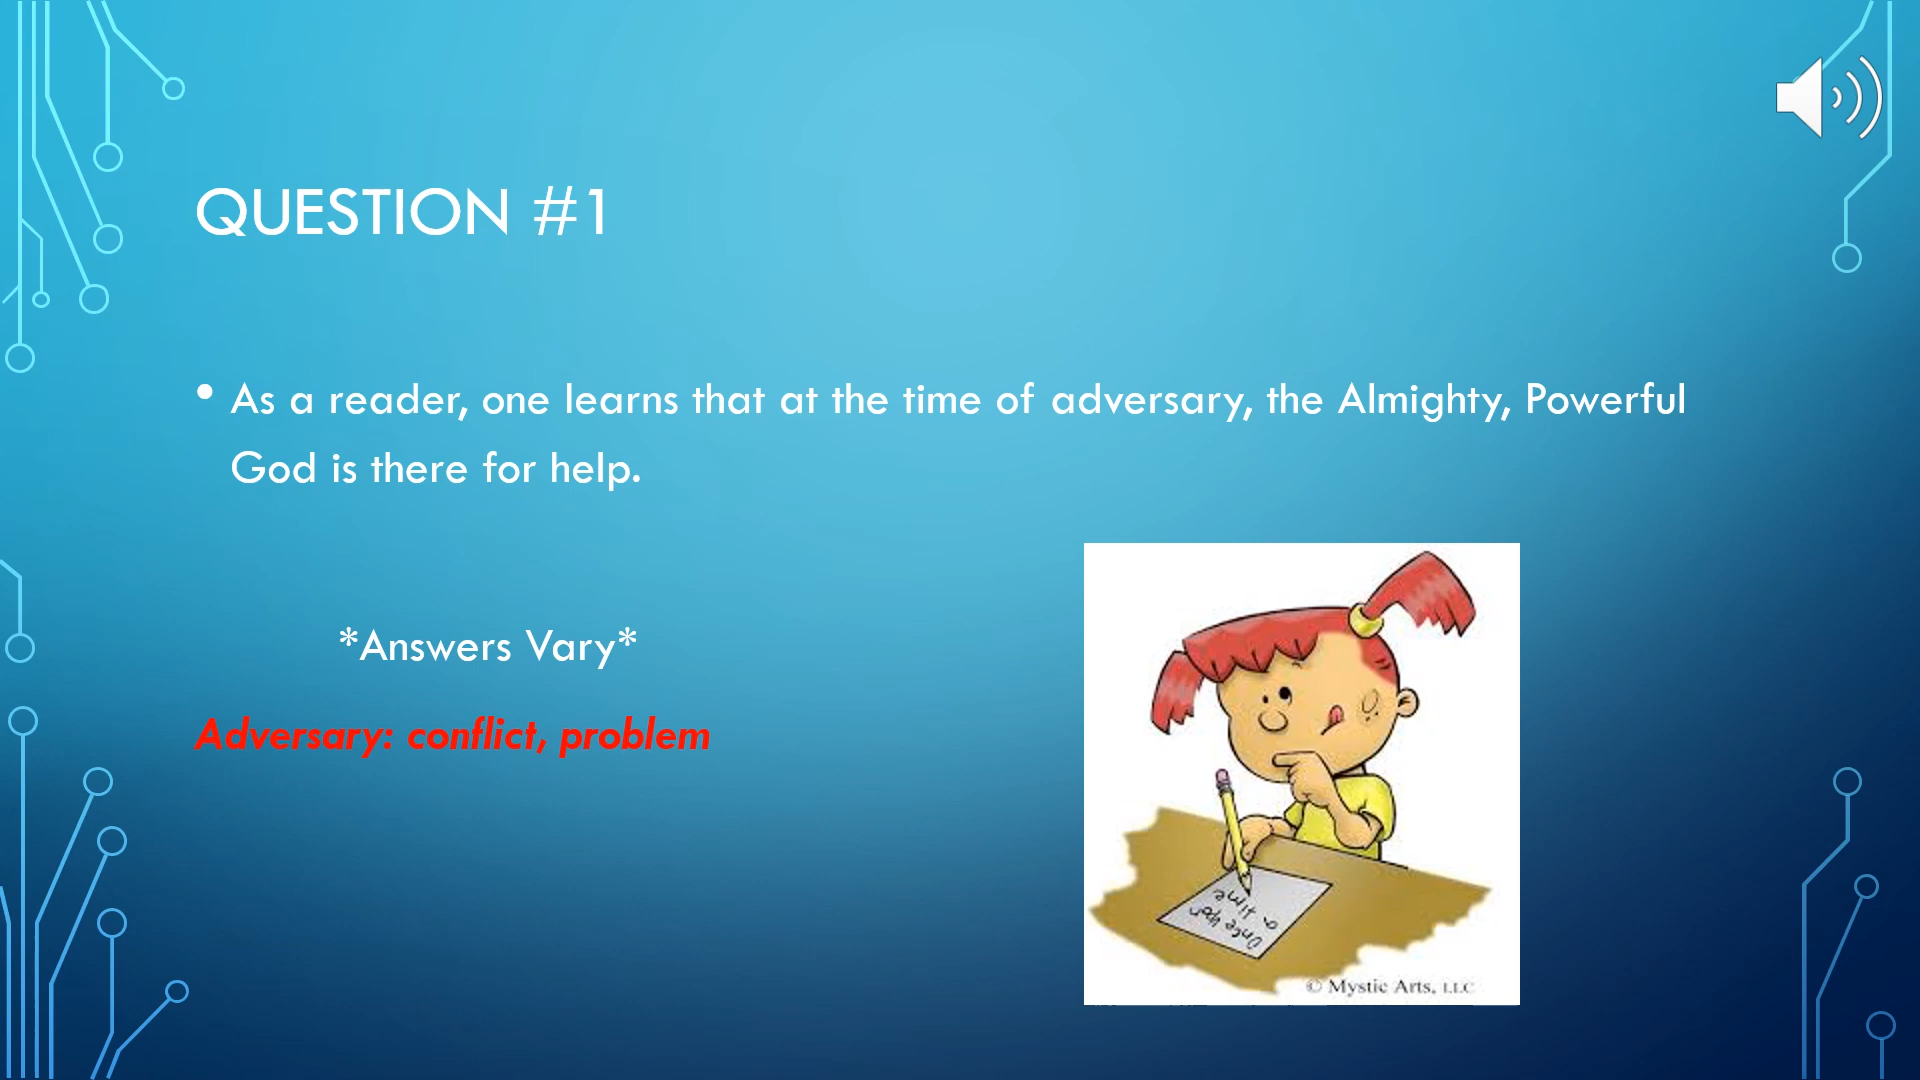 QUESTION #1
• As a reader, one learns that at the time of adversary, the Almighty, Powerful
God is there for help.
*Answers Vary*
Adversary: conflict, problem
Once upon
a time
© Mystic Arts, LLC